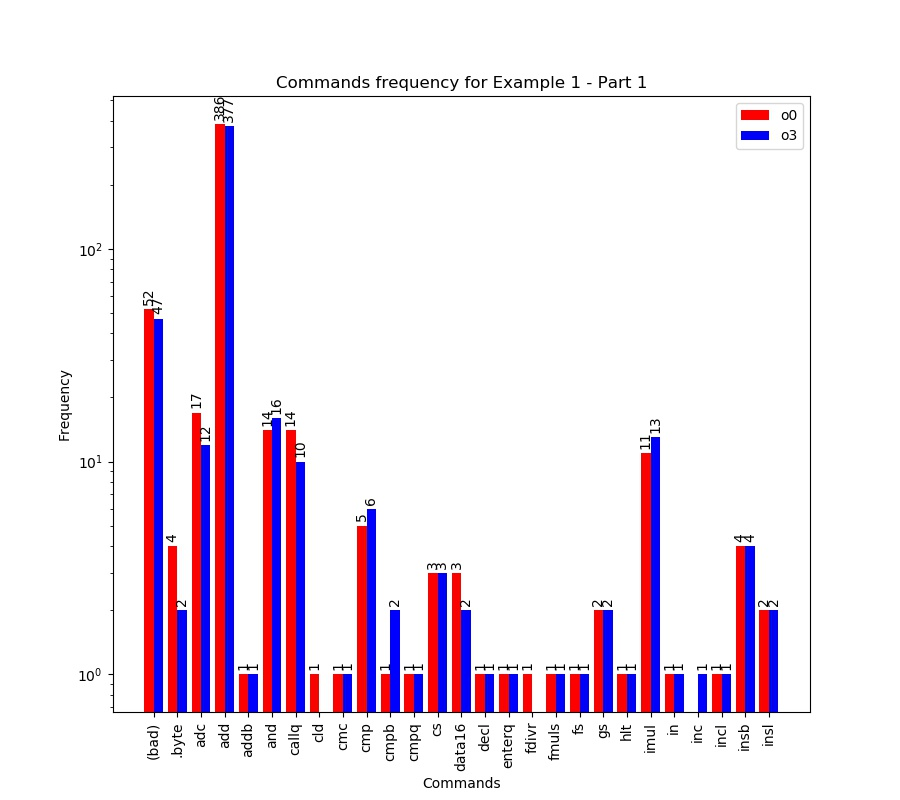 Commands frequency for Example 1 - Part 1
o0
o3
Frequency
10²
10¹
10⁰
52 47 4 2 17 12 386 377 1 1 14 16 14 10 1 1 1 5 6 1 2 1 1 3 3 3 2 1 1 1 1 1 1 1 1 1 2 2 1 1 11 13 1 1 1 1 1 4 4 2 2
(bad) .byte adc add addb and callq cld cmc cmp cmpb cmpq cs data16 decl enterq fdivr fmuls fs gs hlt imul in inc incl insb insl
Commands